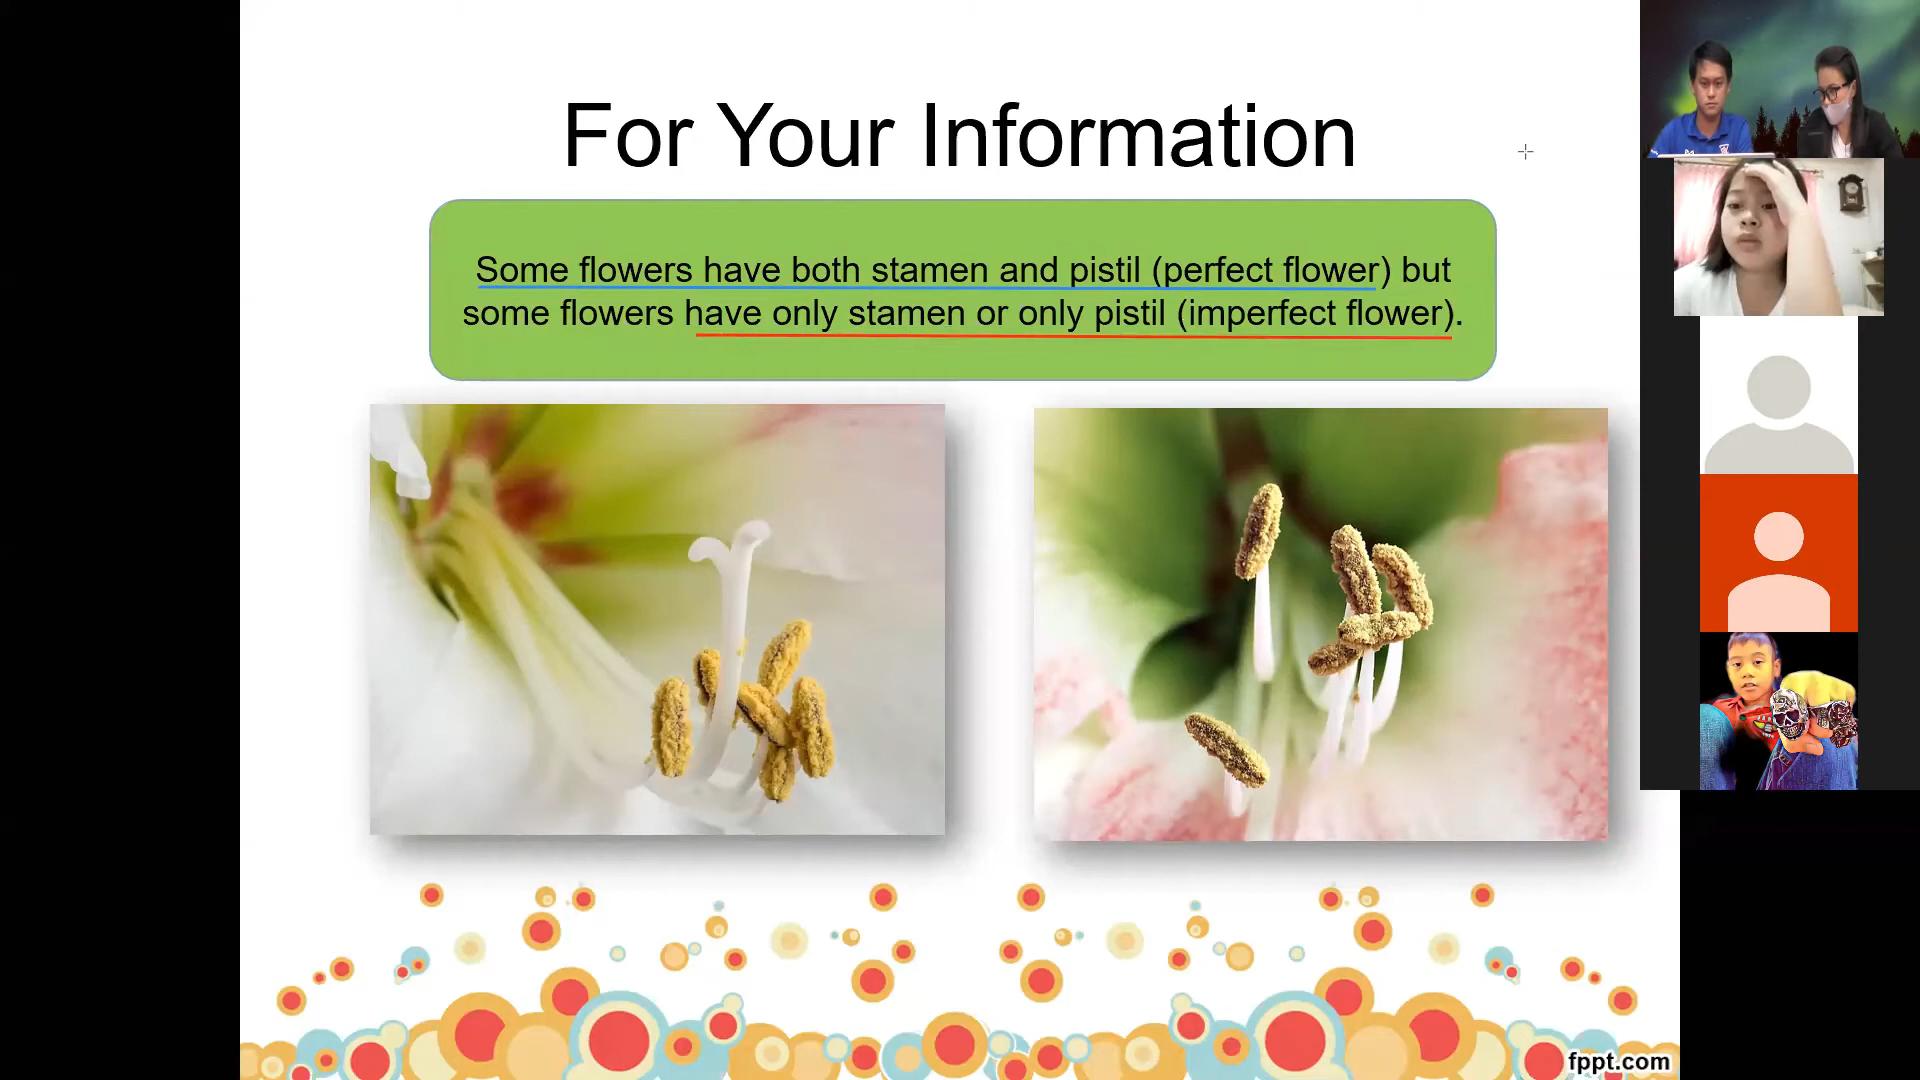 For Your Information
Some flowers have both stamen and pistil (perfect flower) but
some flowers have only stamen or only pistil (imperfect flower).
fppt.com